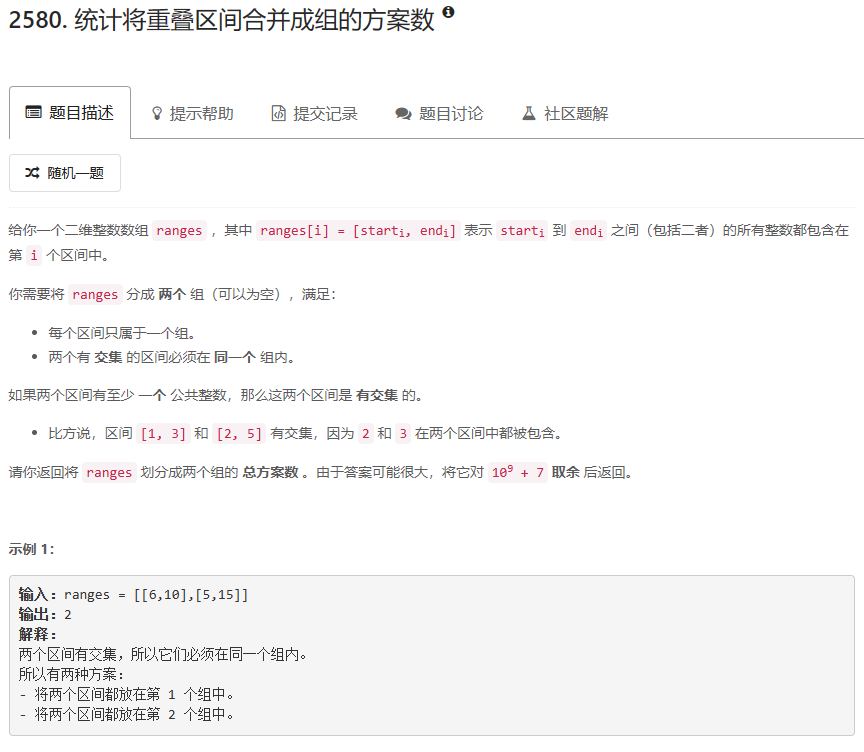 2580. 统计将重叠区间合并成组的方案数
题目描述 提示帮助 提交记录 题目讨论 社区题解
随机一题
给你一个二维整数数组 ranges ，其中 ranges[i] = [starti, endi] 表示 starti 到 endi 之间（包括二者）的所有整数都包含在
第 i 个区间中。
你需要将 ranges 分成 两个 组（可以为空），满足：
每个区间只属于一个组。
两个有 交集 的区间必须在 同一个 组内。
如果两个区间有至少 一个 公共整数，那么这两个区间是 有交集 的。
比方说，区间 [1, 3] 和 [2, 5] 有交集，因为 2 和 3 在两个区间中都被包含。
请你返回将 ranges 划分成两个组的 总方案数 。由于答案可能很大，将它对 10⁹ + 7 取余 后返回。
示例 1：
输入：ranges = [[6,10],[5,15]]
输出：2
解释：
两个区间有交集，所以它们必须在同一个组内。
所以有两种方案：
- 将两个区间都放在第 1 个组中。
- 将两个区间都放在第 2 个组中。